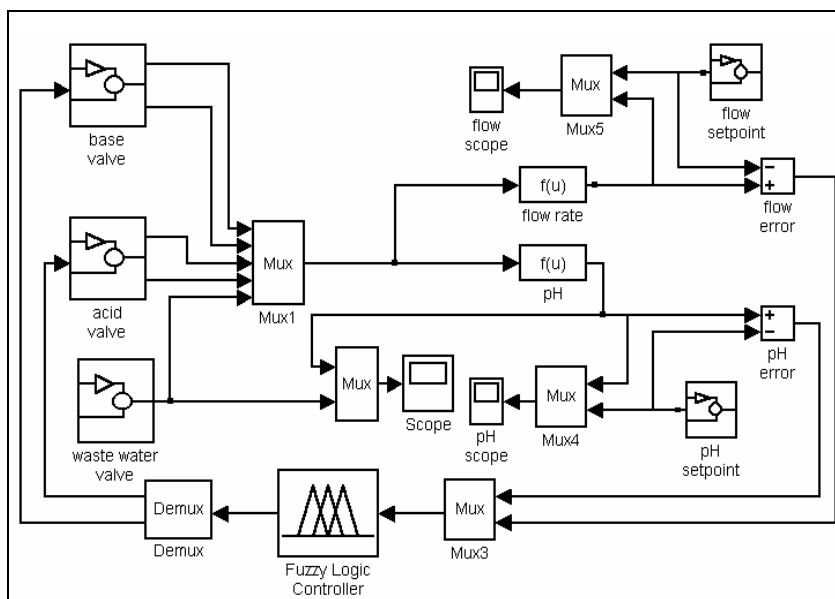 base
valve
acid
valve
waste water
valve
Mux
Mux1
flow
scope
Mux
Mux5
flow
setpoint
f(u)
flow rate
−
+
flow
error
f(u)
pH
+
−
pH
error
Mux
Scope
pH
scope
Mux
Mux4
pH
setpoint
Demux
Demux
Fuzzy Logic
Controller
Mux
Mux3